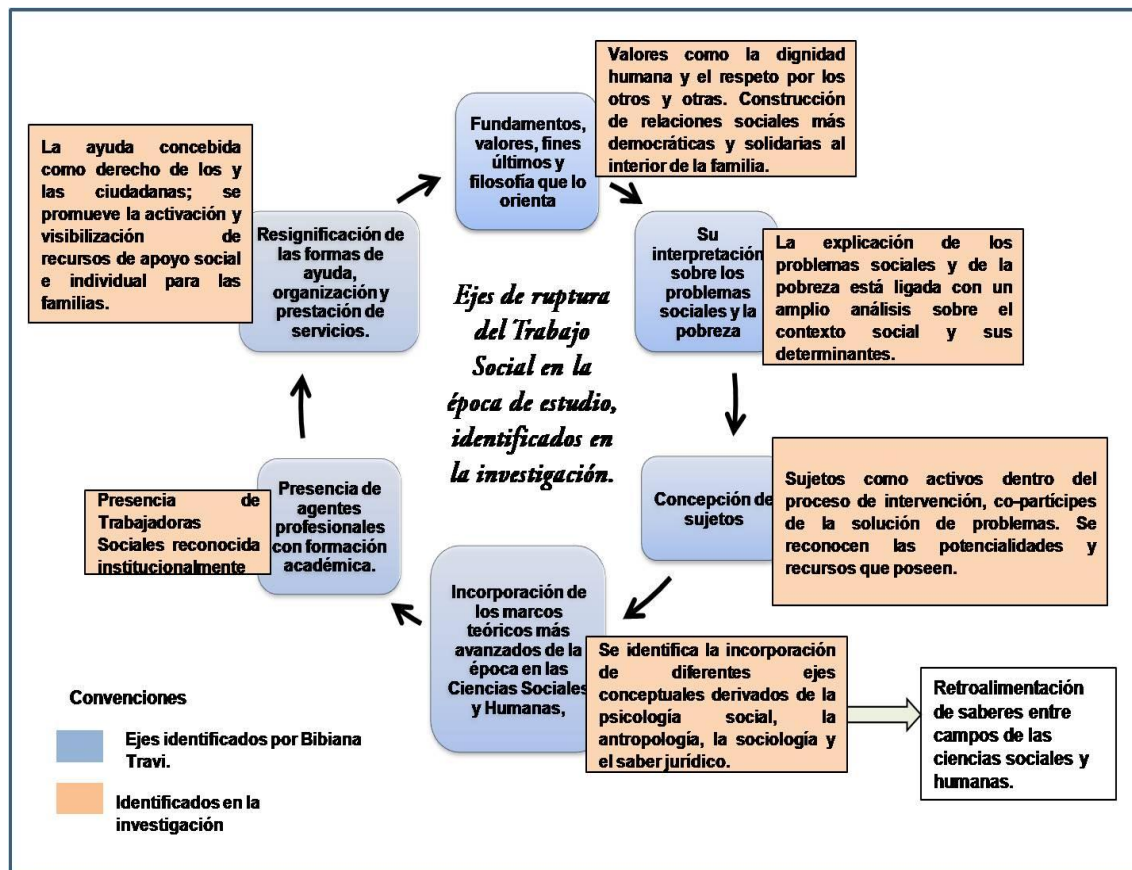 Valores como la dignidad
humana y el respeto por los
otros y otras. Construcción
de relaciones sociales más
democráticas y solidarias al
interior de la familia.
Fundamentos,
valores, fines
últimos y
filosofía que lo
orienta
La ayuda concebida
como derecho de los y
las ciudadanas; se
promueve la activación y
visibilización de
recursos de apoyo social
e individual para las
familias.
Resignificación de
las formas de
ayuda,
organización y
prestación de
servicios.
Su
interpretación
sobre los
problemas
sociales y la
pobreza
La explicación de los
problemas sociales y de la
pobreza está ligada con un
amplio análisis sobre el
contexto social y sus
determinantes.
Ejes de ruptura
del Trabajo
Social en la
época de estudio,
identificados en
la investigación.
Concepción de
sujetos
Sujetos como activos dentro del
proceso de intervención, co-partícipes
de la solución de problemas. Se
reconocen las potencialidades y
recursos que poseen.
Presencia de
Trabajadoras
Sociales reconocida
institucionalmente
Presencia de
agentes
profesionales
con formación
académica.
Incorporación de
los marcos
teóricos más
avanzados de la
época en las
Ciencias Sociales
y Humanas,
Se identifica la incorporación
de diferentes ejes
conceptuales derivados de la
psicología social, la
antropología, la sociología y
el saber jurídico.
Retroalimentación
de saberes entre
campos de las
ciencias sociales y
humanas.
Convenciones
Ejes identificados por Bibiana
Travi.
Identificados en la
investigación